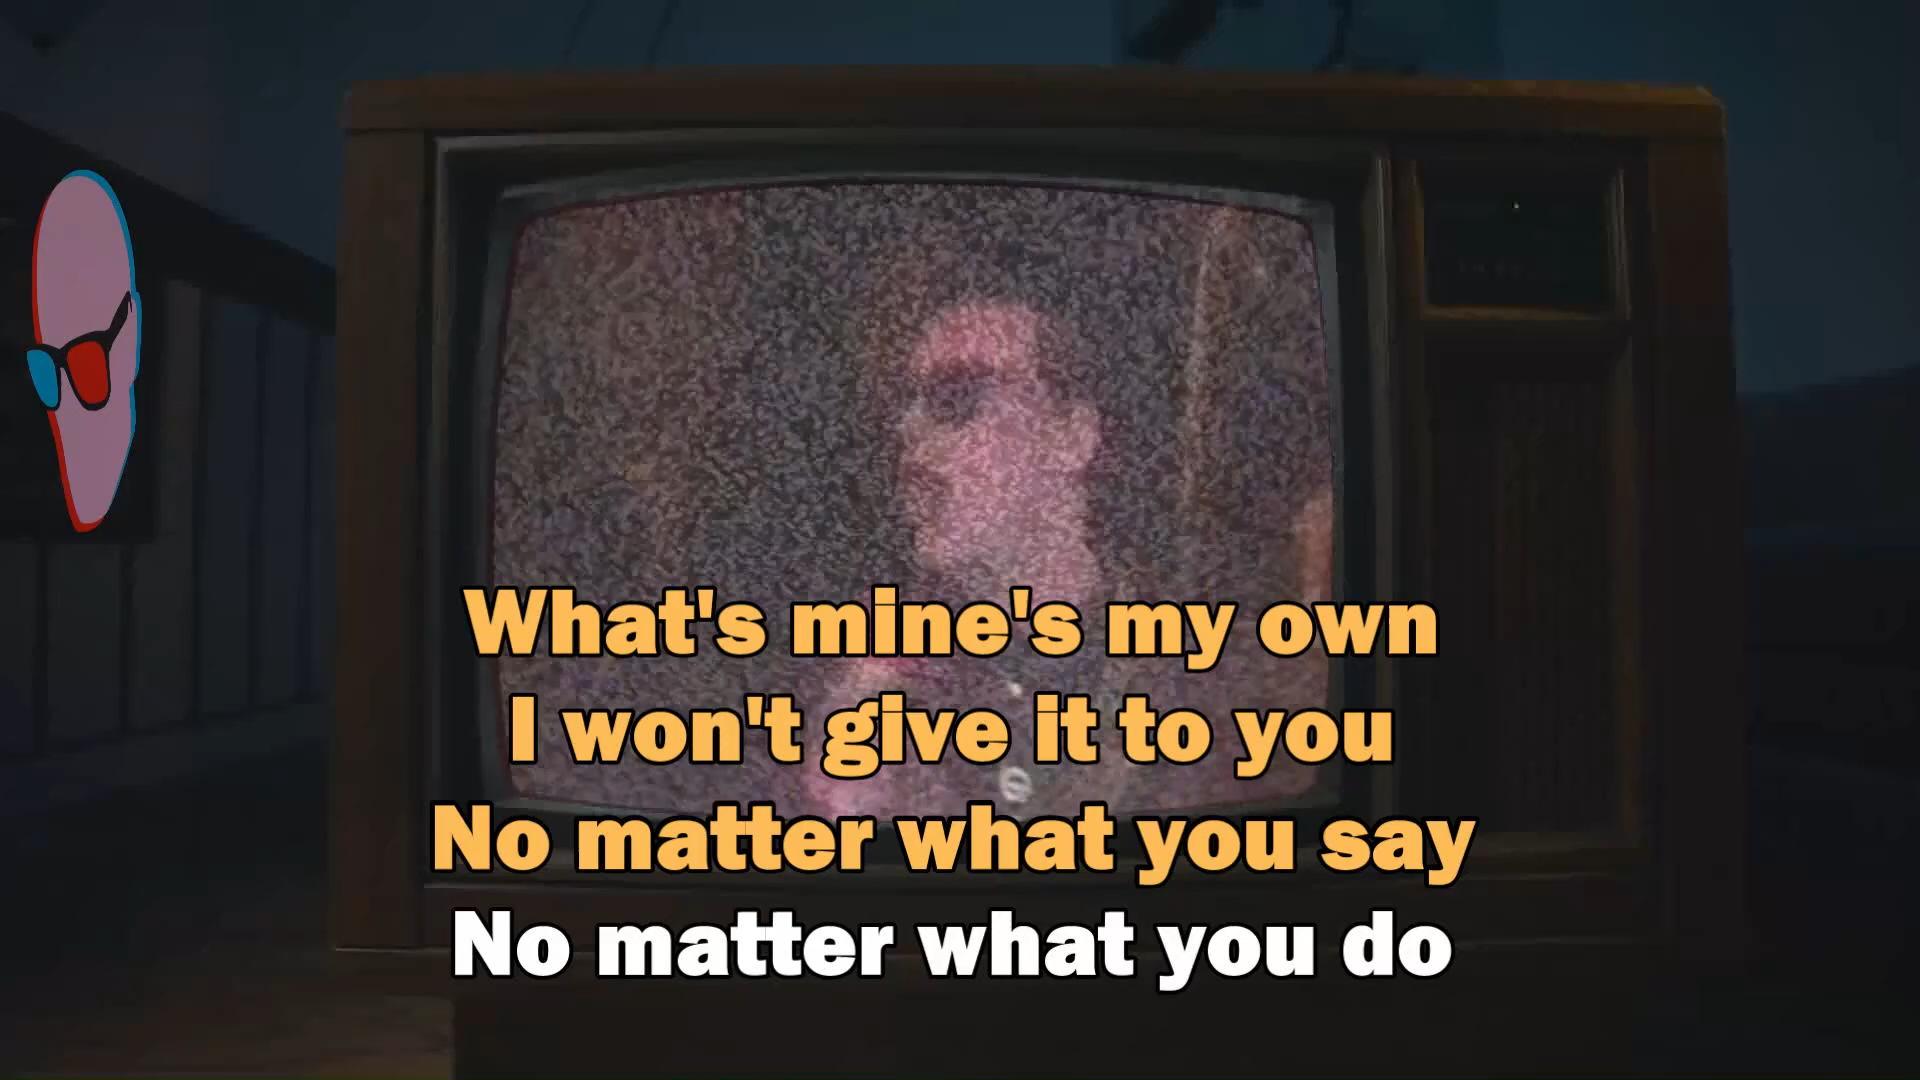 What's mine's my own
I won't give it to you
No matter what you say
No matter what you do